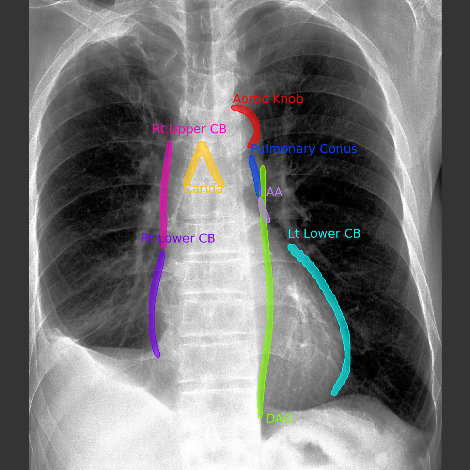 Aortic Knob
Rt Upper CB
Pulmonary Conus
Carina
AA
Lt Lower CB
Rt Lower CB
DAO